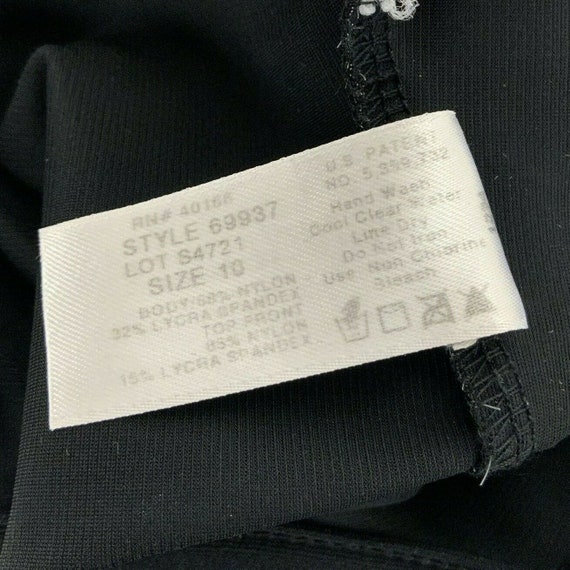 RN# 40166
STYLE 69937
LOT S4721
SIZE 10
BODY: 68% NYLON
32% LYCRA SPANDEX
TOP FRONT
85% NYLON
15% LYCRA SPANDEX
U.S. PATENT
NO. 5,359,732
Hand Wash
Cool Clear Water
Line Dry
Do Not Iron
Use Non Chlorine
Bleach